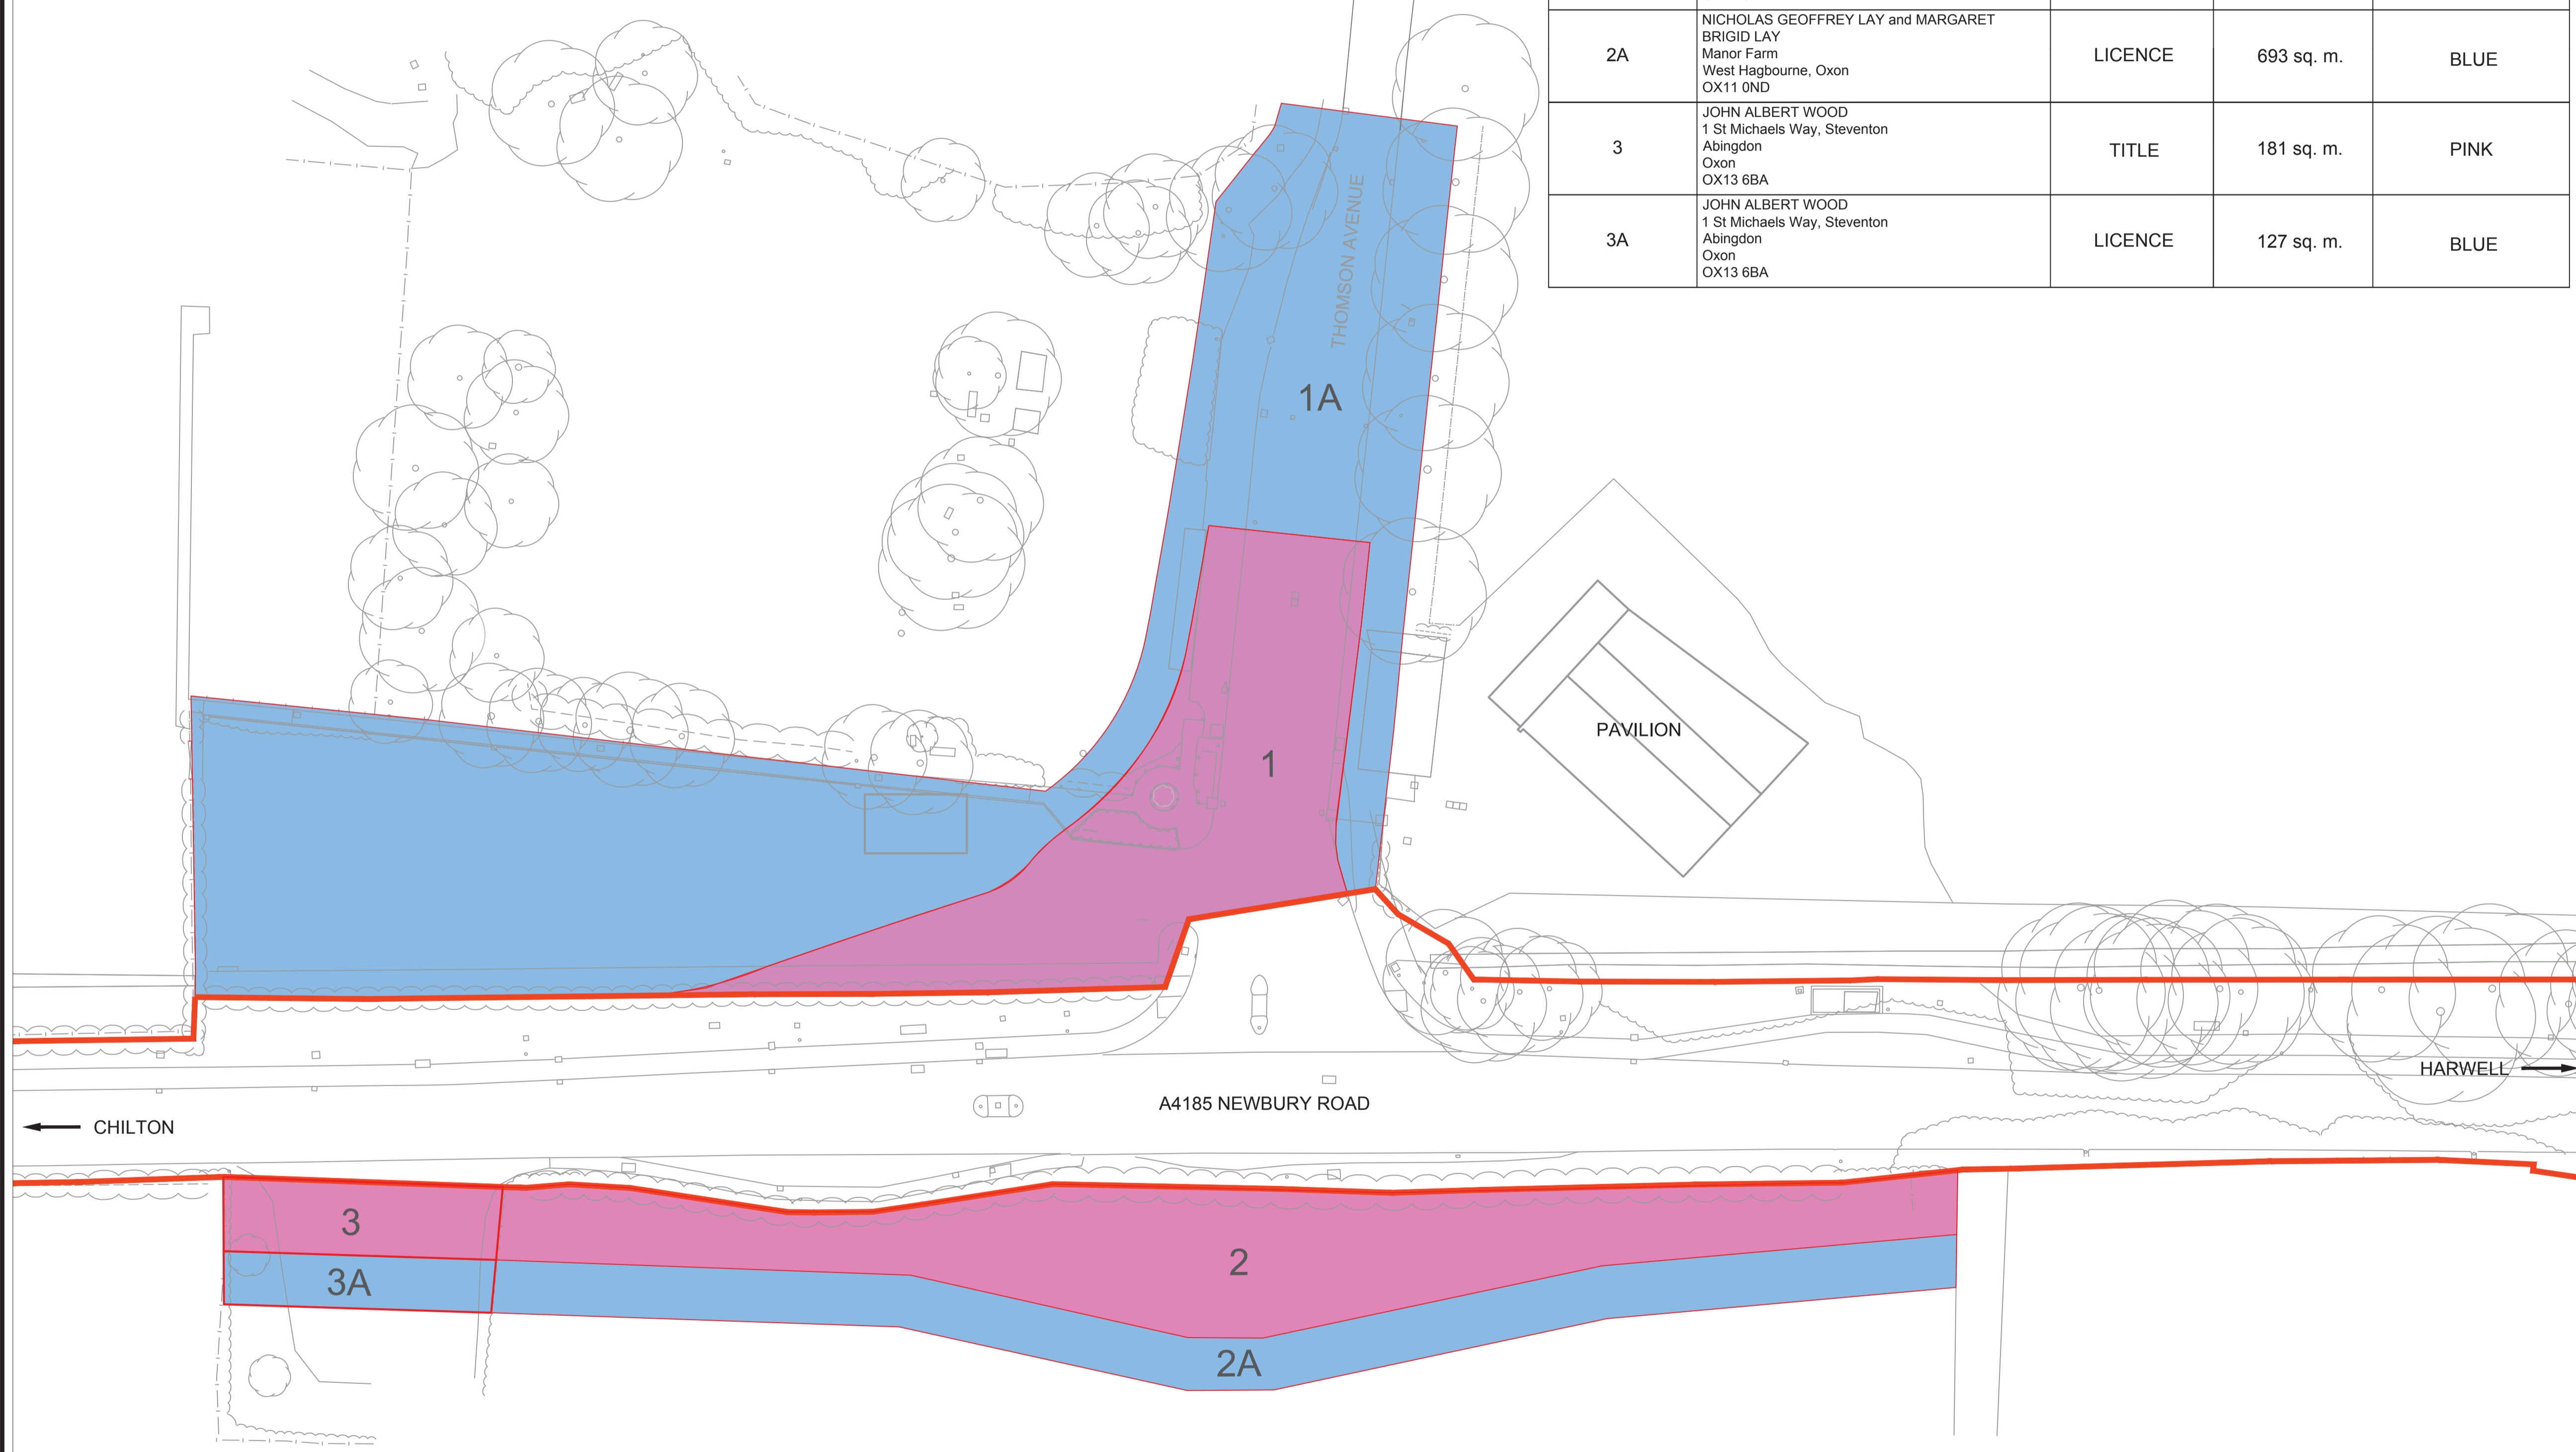 2A
NICHOLAS GEOFFREY LAY and MARGARET
BRIGID LAY
Manor Farm
West Hagbourne, Oxon
OX11 0ND
LICENCE
693 sq. m.
BLUE
3
JOHN ALBERT WOOD
1 St Michaels Way, Steventon
Abingdon
Oxon
OX13 6BA
TITLE
181 sq. m.
PINK
3A
JOHN ALBERT WOOD
1 St Michaels Way, Steventon
Abingdon
Oxon
OX13 6BA
LICENCE
127 sq. m.
BLUE
THOMSON AVENUE
1A
PAVILION
1
HARWELL
A4185 NEWBURY ROAD
CHILTON
3
2
3A
2A